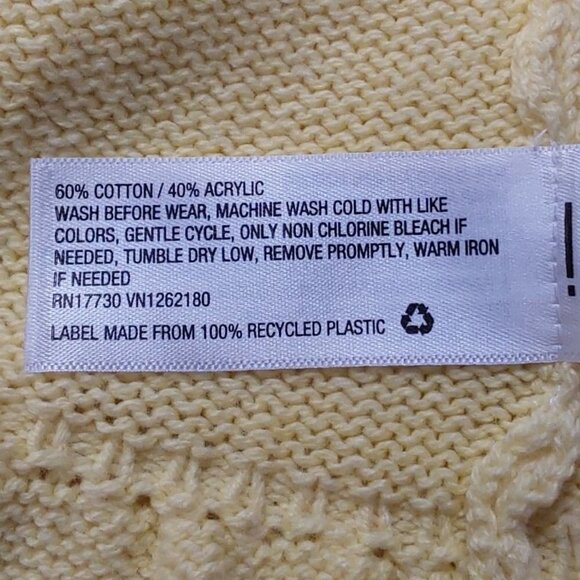 60% COTTON / 40% ACRYLIC
WASH BEFORE WEAR, MACHINE WASH COLD WITH LIKE
COLORS, GENTLE CYCLE, ONLY NON CHLORINE BLEACH IF
NEEDED, TUMBLE DRY LOW, REMOVE PROMPTLY, WARM IRON
IF NEEDED
RN17730 VN1262180
LABEL MADE FROM 100% RECYCLED PLASTIC